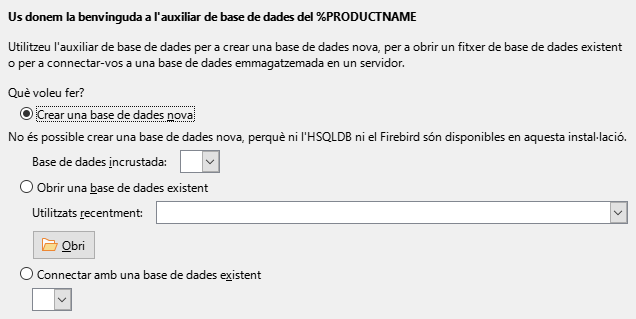 Us donem la benvinguda a l'auxiliar de base de dades del %PRODUCTNAME
Utilitzeu l'auxiliar de base de dades per a crear una base de dades nova, per a obrir un fitxer de base de dades existent
o per a connectar-vos a una base de dades emmagatzemada en un servidor.
Què voleu fer?
Crear una base de dades nova
No és possible crear una base de dades nova, perquè ni l'HSQLDB ni el Firebird són disponibles en aquesta instal·lació.
Base de dades incrustada:
Obrir una base de dades existent
Utilitzats recentment:
Obri
Connectar amb una base de dades existent